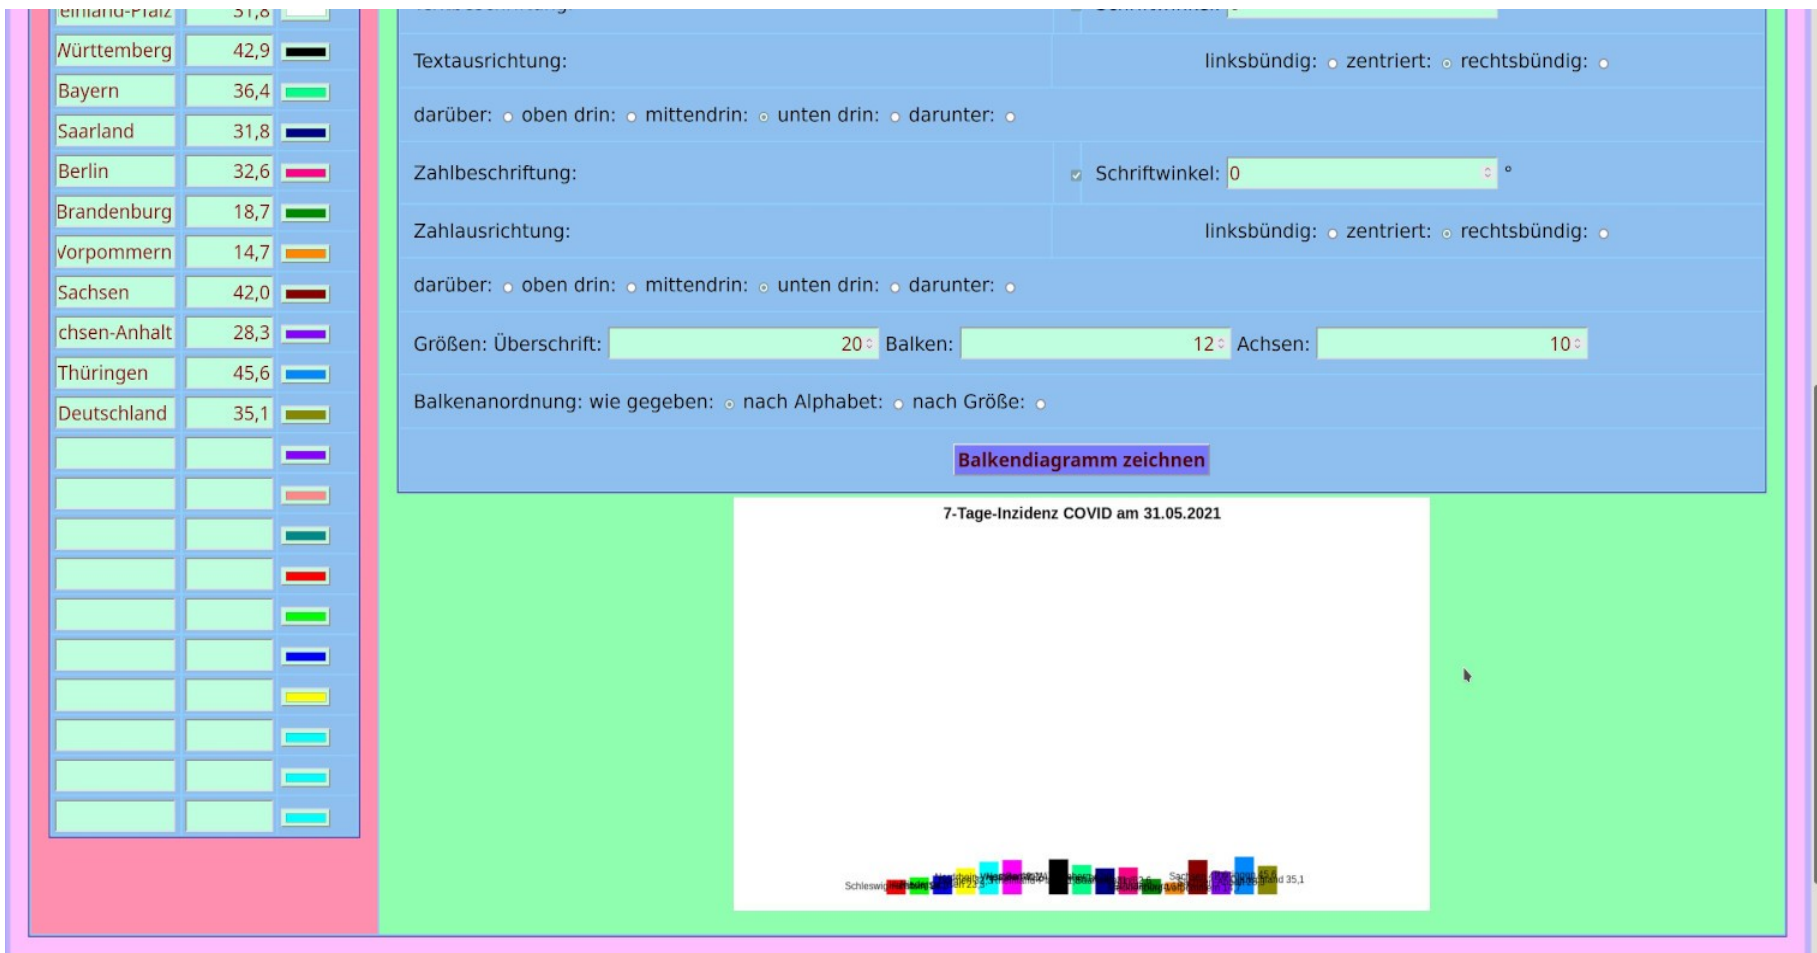 31,8
Württemberg 42,9
Bayern 36,4
Saarland 31,8
Berlin 32,6
Brandenburg 18,7
Vorpommern 14,7
Sachsen 42,0
chsen-Anhalt 28,3
Thüringen 45,6
Deutschland 35,1
Textausrichtung: linksbündig: zentriert: rechtsbündig:
darüber: oben drin: mittendrin: unten drin: darunter:
Zahlbeschriftung: Schriftwinkel: 0 °
Zahlausrichtung: linksbündig: zentriert: rechtsbündig:
darüber: oben drin: mittendrin: unten drin: darunter:
Größen: Überschrift: 20 Balken: 12 Achsen: 10
Balkenanordnung: wie gegeben: nach Alphabet: nach Größe:
Balkendiagramm zeichnen
7-Tage-Inzidenz COVID am 31.05.2021
35,1